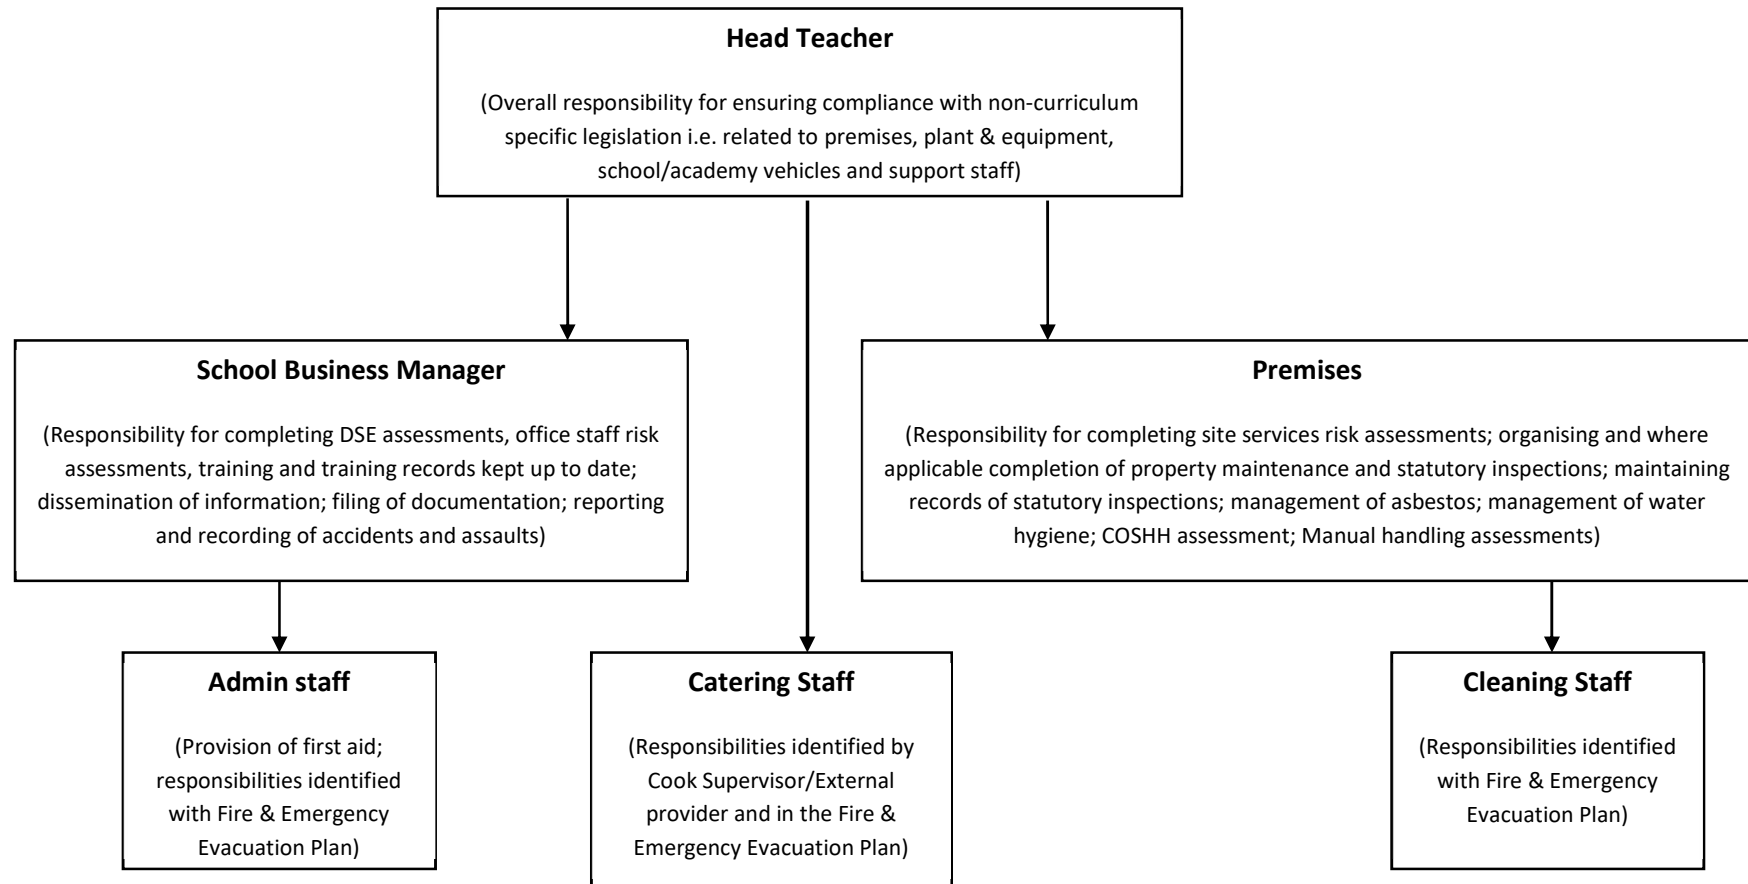 Head Teacher
(Overall responsibility for ensuring compliance with non-curriculum
specific legislation i.e. related to premises, plant & equipment,
school/academy vehicles and support staff)
School Business Manager
(Responsibility for completing DSE assessments, office staff risk
assessments, training and training records kept up to date;
dissemination of information; filing of documentation; reporting
and recording of accidents and assaults)
Premises
(Responsibility for completing site services risk assessments; organising and where
applicable completion of property maintenance and statutory inspections; maintaining
records of statutory inspections; management of asbestos; management of water
hygiene; COSHH assessment; Manual handling assessments)
Admin staff
(Provision of first aid;
responsibilities identified
with Fire & Emergency
Evacuation Plan)
Catering Staff
(Responsibilities identified by
Cook Supervisor/External
provider and in the Fire &
Emergency Evacuation Plan)
Cleaning Staff
(Responsibilities identified
with Fire & Emergency
Evacuation Plan)